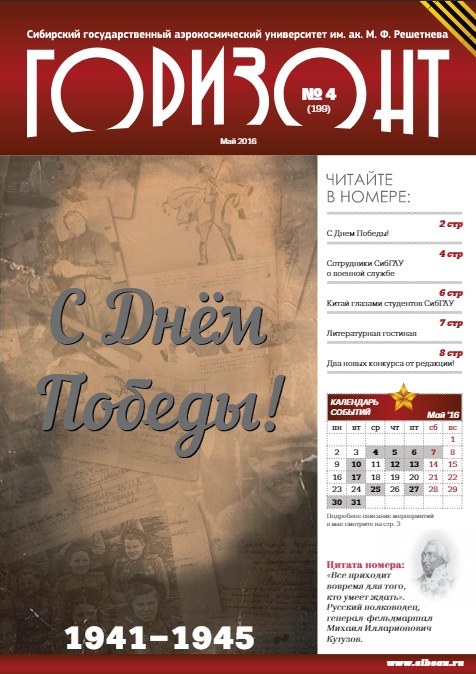 Сибирский государственный аэрокосмический университет им. ак. М. Ф. Решетнева
ГОРИЗОНТ
№ 4
(199)
Май 2016
С Днём
Победы!
1941–1945
ЧИТАЙТЕ
В НОМЕРЕ:
2 стр
С Днем Победы!
4 стр
Сотрудники СибГАУ
о военной службе
6 стр
Китай глазами студентов СибГАУ
7 стр
Литературная гостиная
8 стр
Два новых конкурса от редакции!
КАЛЕНДАРЬ
СОБЫТИЙ
Май '16
пн вт ср чт пт сб вс
1
2 3 4 5 6 7 8
9 10 11 12 13 14 15
16 17 18 19 20 21 22
23 24 25 26 27 28 29
30 31
Подробное описание мероприятий
в мае смотрите на стр. 3
Цитата номера:
«Все приходит
вовремя для того,
кто умеет ждать».
Русский полководец,
генерал-фельдмаршал
Михаил Илларионович
Кутузов.
www.sibsau.ru